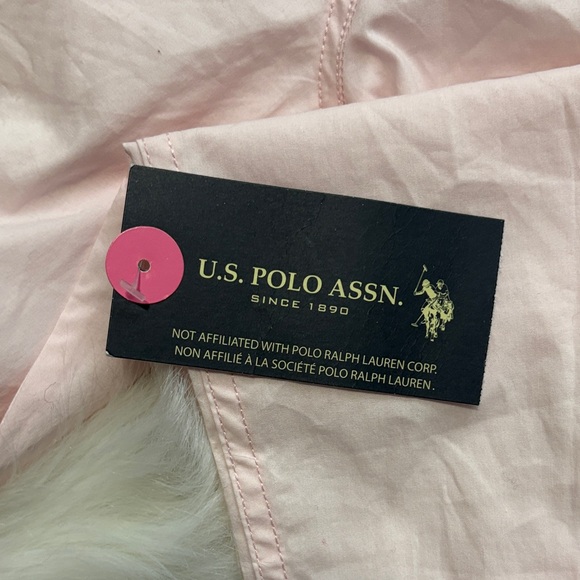 U.S. POLO ASSN.
SINCE 1890
NOT AFFILIATED WITH POLO RALPH LAUREN CORP.
NON AFFILIÉ À LA SOCIÉTÉ POLO RALPH LAUREN.